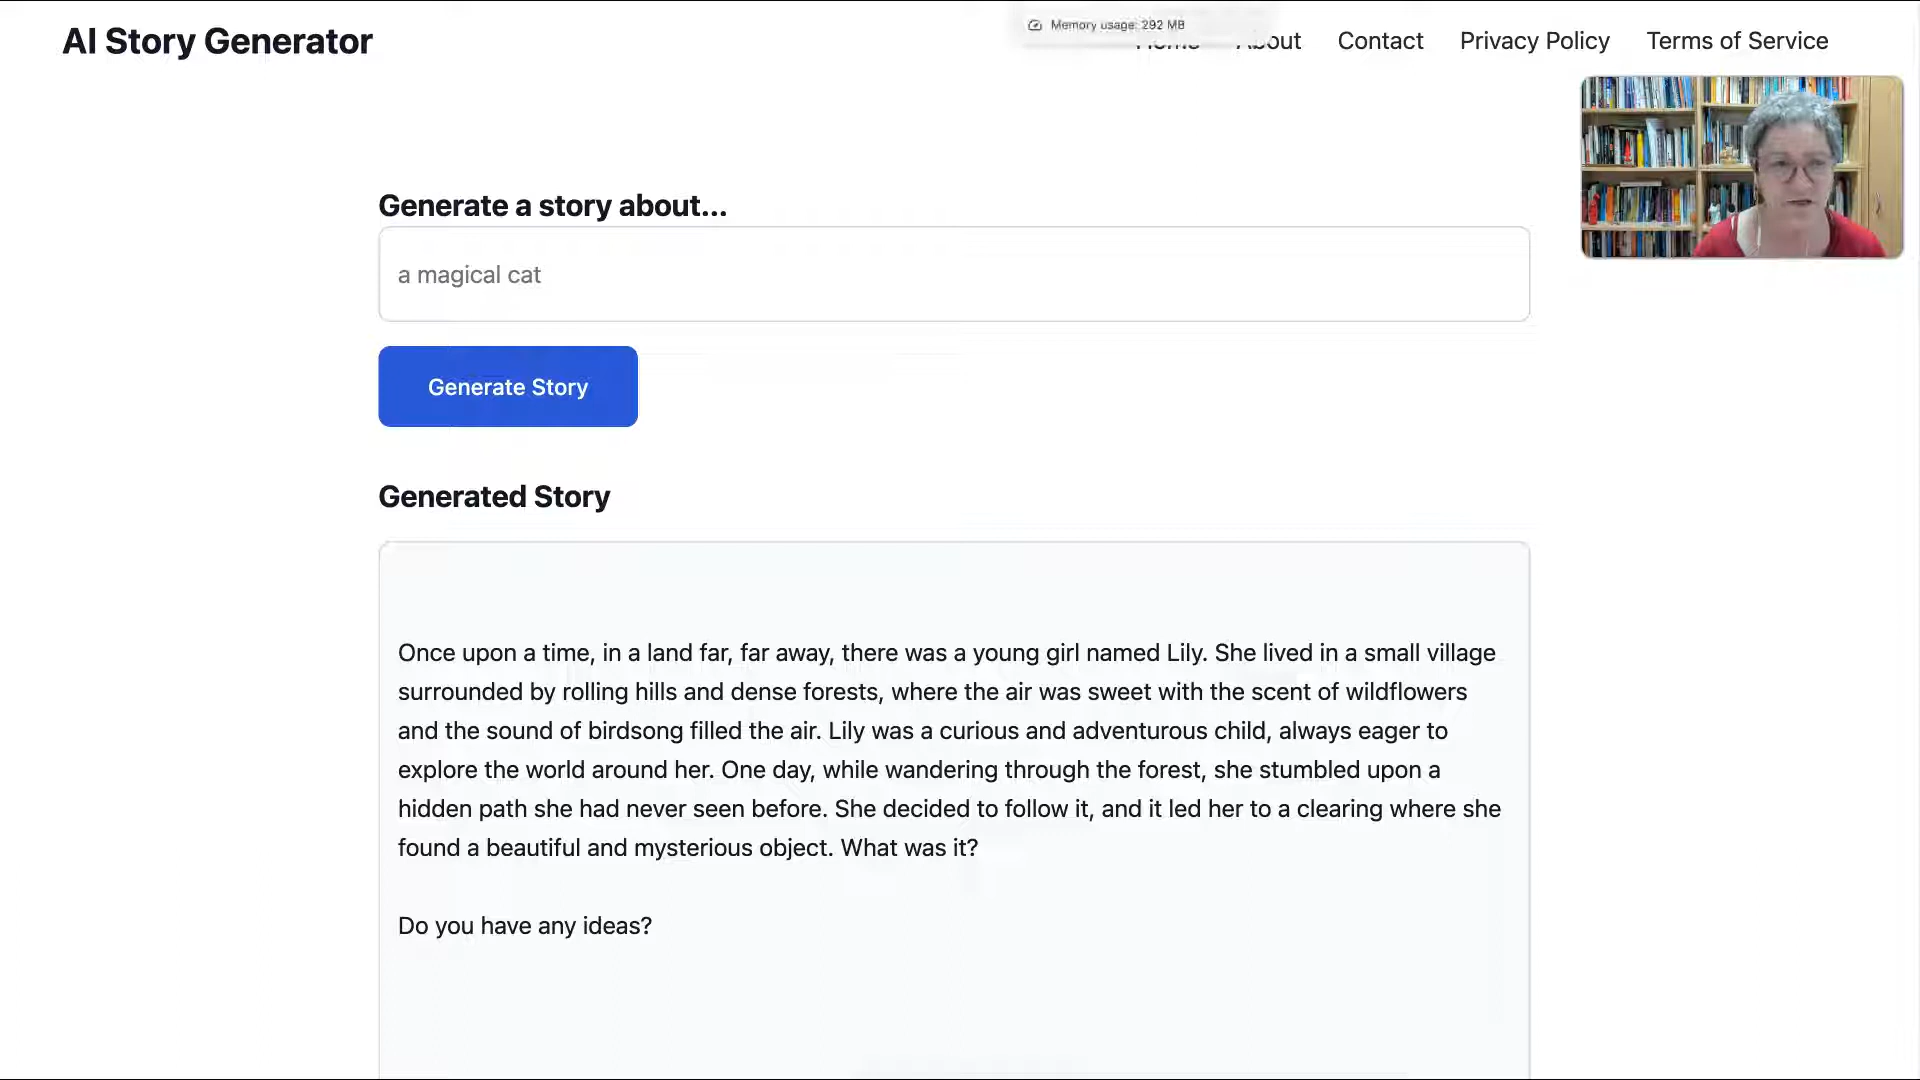 AI Story Generator
Memory usage: 292 MB
Home About Contact Privacy Policy Terms of Service
Generate a story about...
a magical cat
Generate Story
Generated Story
Once upon a time, in a land far, far away, there was a young girl named Lily. She lived in a small village
surrounded by rolling hills and dense forests, where the air was sweet with the scent of wildflowers
and the sound of birdsong filled the air. Lily was a curious and adventurous child, always eager to
explore the world around her. One day, while wandering through the forest, she stumbled upon a
hidden path she had never seen before. She decided to follow it, and it led her to a clearing where she
found a beautiful and mysterious object. What was it?
Do you have any ideas?